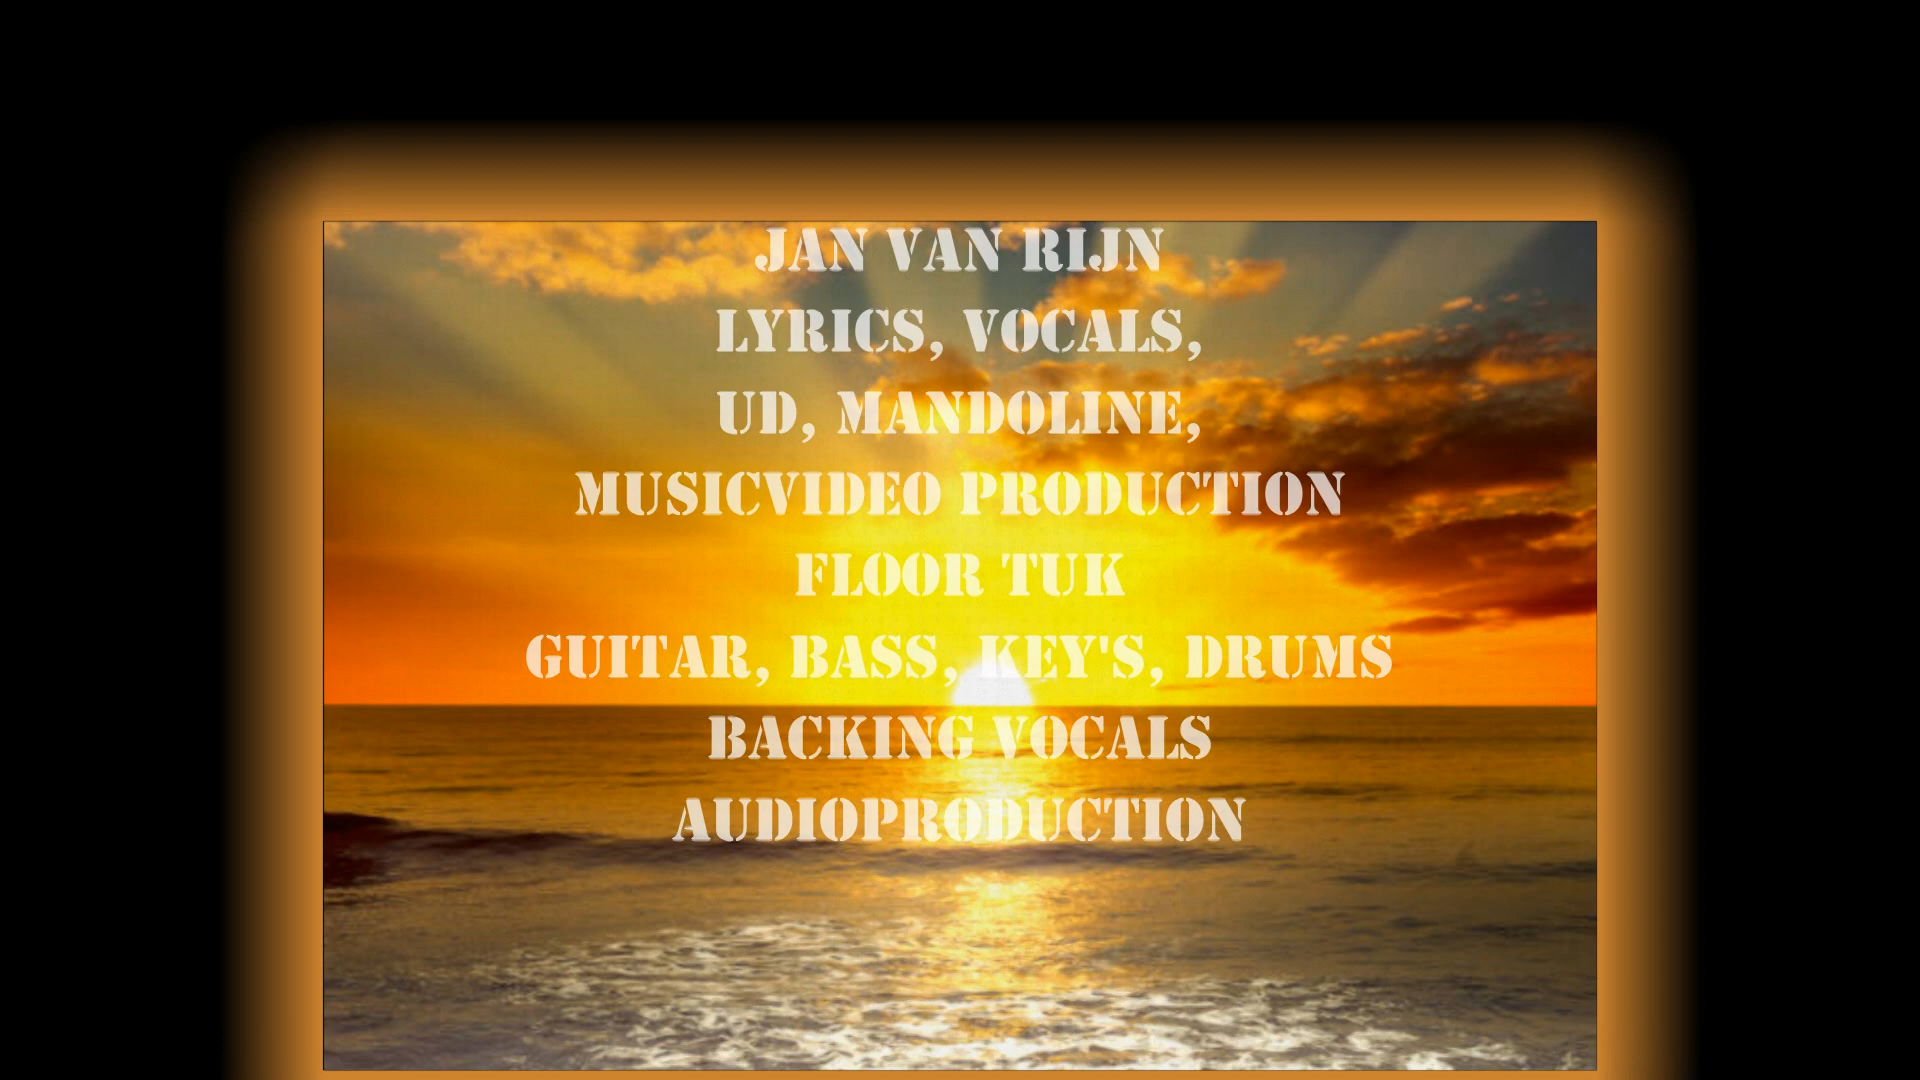 JAN VAN RIJN
LYRICS, VOCALS,
UD, MANDOLINE,
MUSICVIDEO PRODUCTION
FLOOR TUK
GUITAR, BASS, KEY'S, DRUMS
BACKING VOCALS
AUDIOPRODUCTION